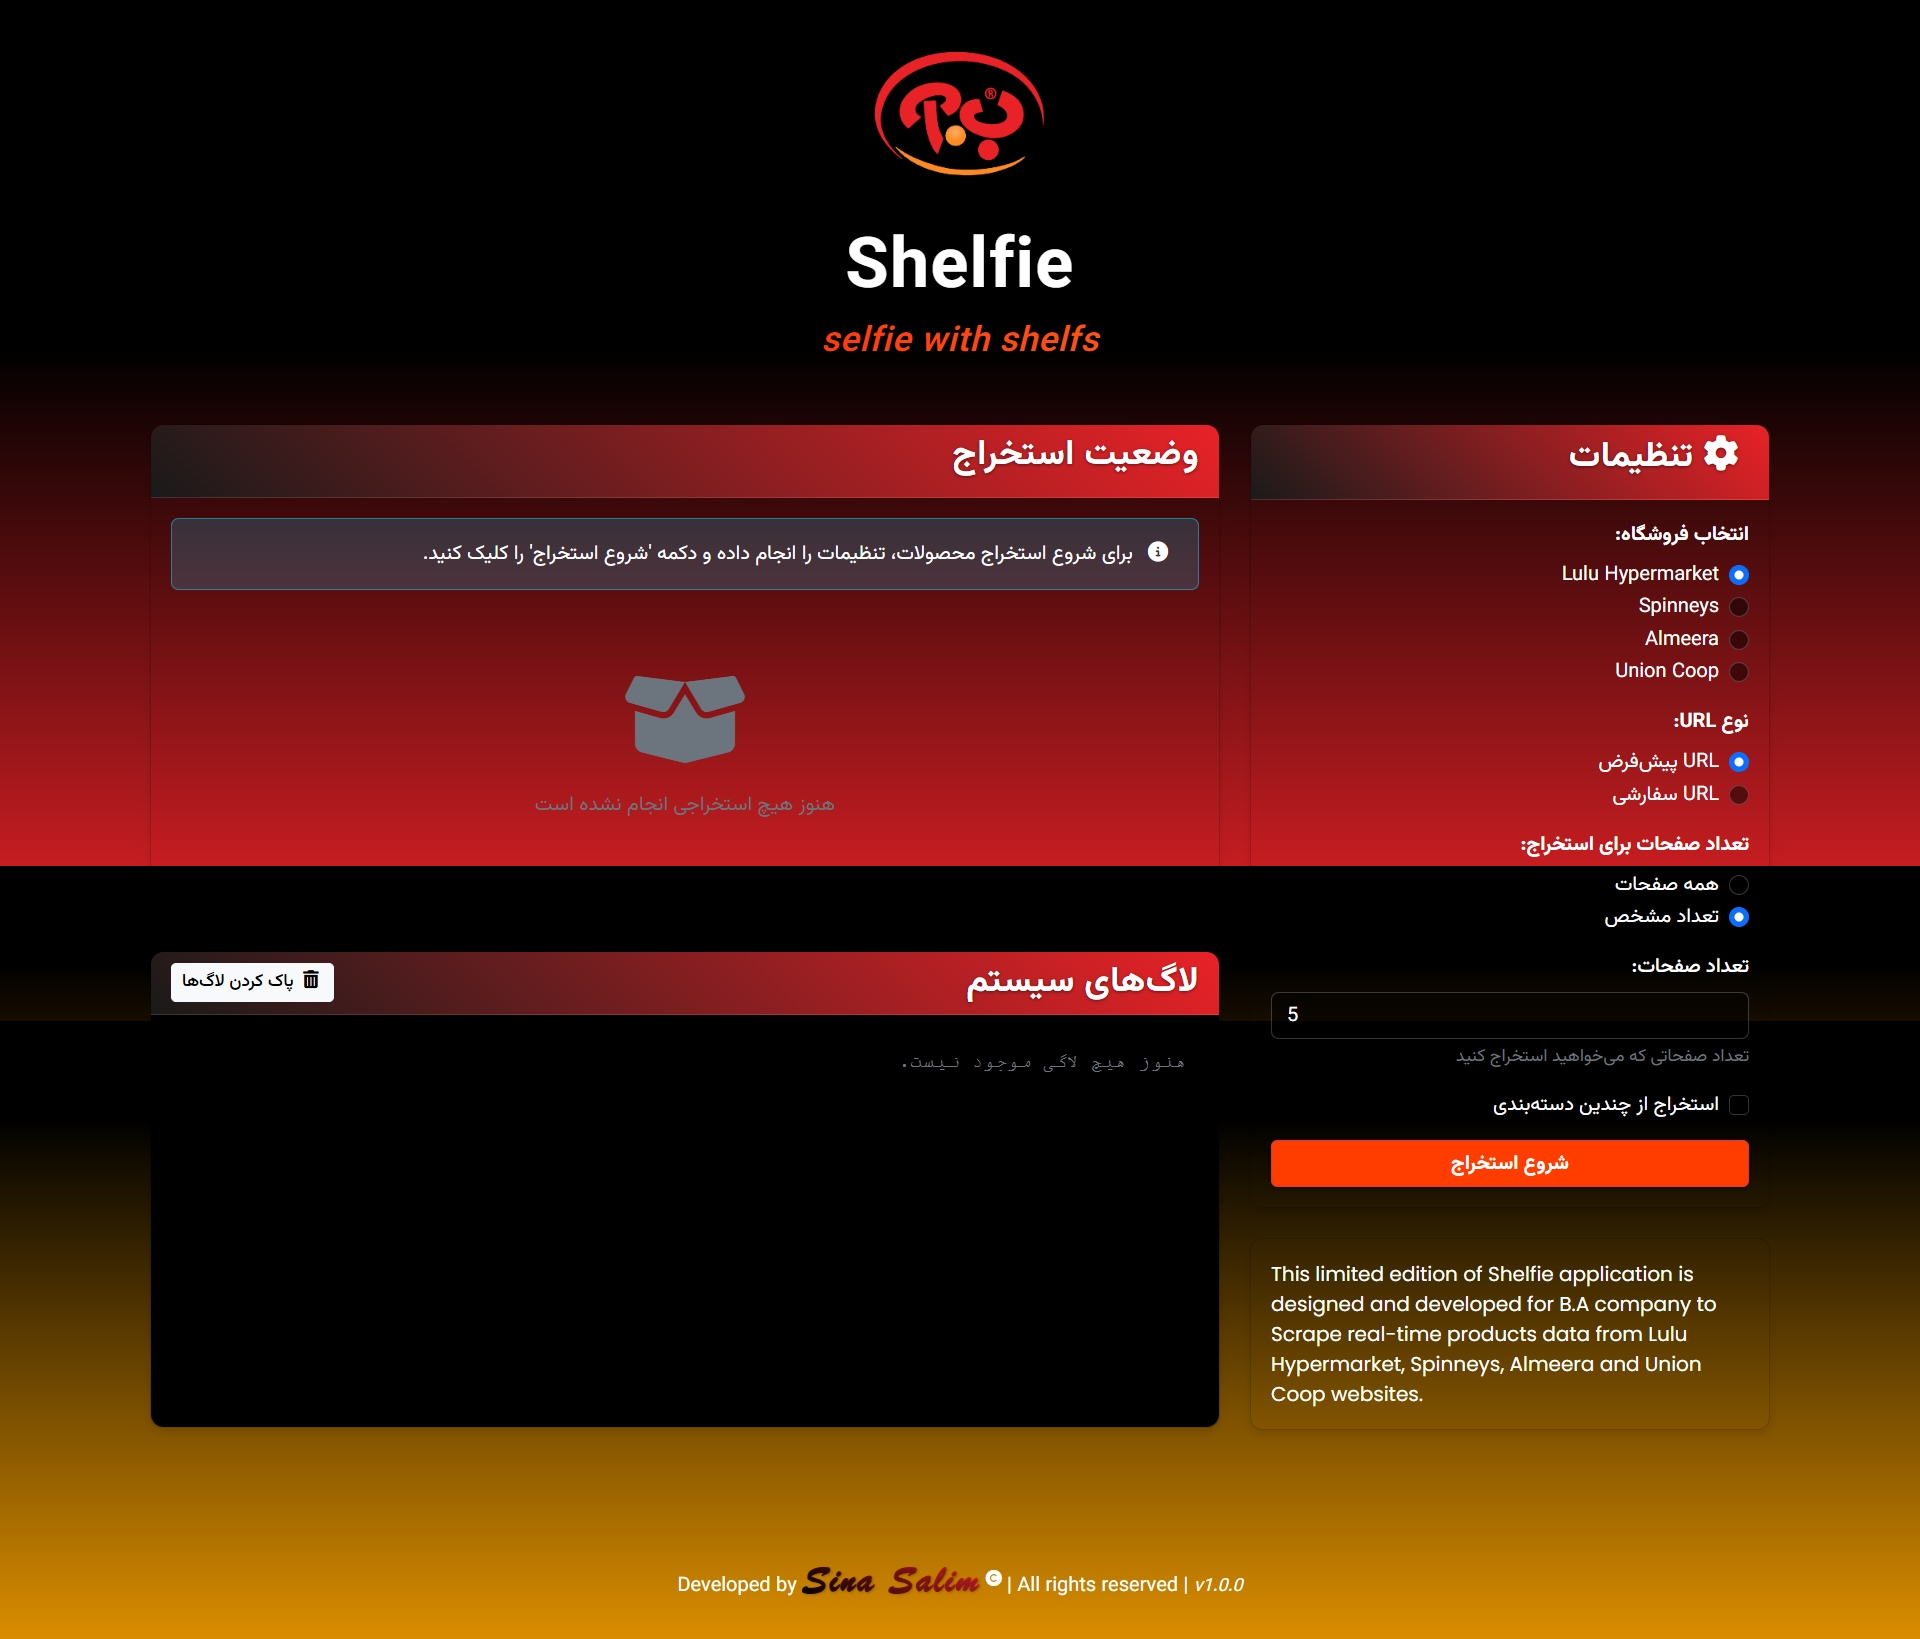 ®
Shelfie
selfie with shelfs
تنظیمات
انتخاب فروشگاه:
Lulu Hypermarket
Spinneys
Almeera
Union Coop
نوع URL:
URL پیش‌فرض
URL سفارشی
تعداد صفحات برای استخراج:
همه صفحات
تعداد مشخص
تعداد صفحات:
5
تعداد صفحاتی که می‌خواهید استخراج کنید
استخراج از چندین دسته‌بندی
شروع استخراج
This limited edition of Shelfie application is
designed and developed for B.A company to
Scrape real-time products data from Lulu
Hypermarket, Spinneys, Almeera and Union
Coop websites.
وضعیت استخراج
برای شروع استخراج محصولات، تنظیمات را انجام داده و دکمه 'شروع استخراج' را کلیک کنید.
هنوز هیچ استخراجی انجام نشده است
لاگ‌های سیستم
پاک کردن لاگ‌ها
هنوز هیچ لاگی موجود نیست.
Developed by Sina Salim © | All rights reserved | v1.0.0